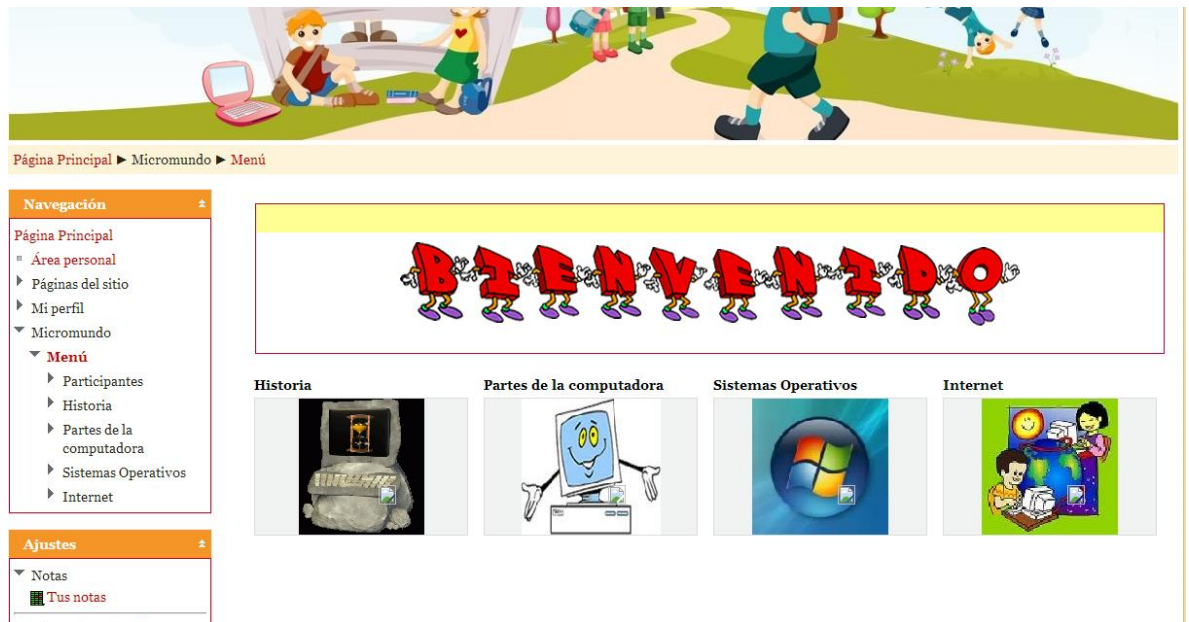 Página Principal ► Micromundo ► Menú
Navegación
Página Principal
Área personal
Páginas del sitio
Mi perfil
Micromundo
Menú
Participantes
Historia
Partes de la
computadora
Sistemas Operativos
Internet
Ajustes
Notas
Tus notas
BIENVENIDO
Historia
Partes de la computadora
Sistemas Operativos
Internet